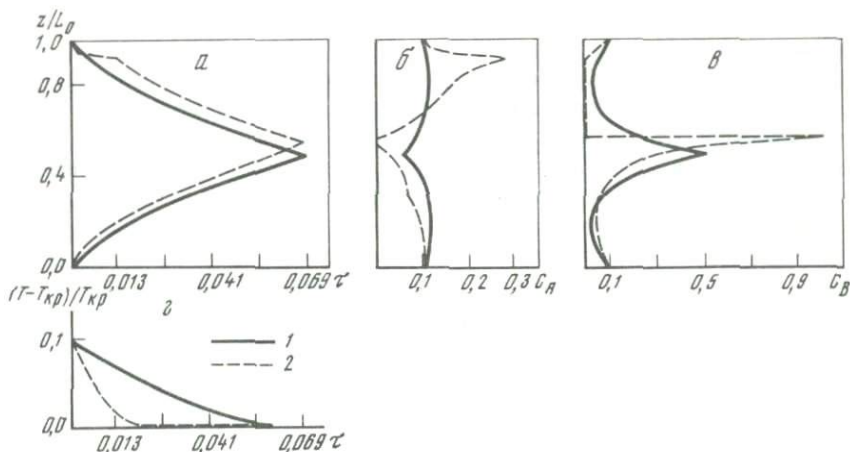 z/L₀
1,0
0,8
0,4
0,0
а
0,013 0,041 0,069 τ
б
0,1 0,2 0,3 C_A
в
0,1 0,5 0,9 C_B
(T−T_кр)/T_кр
г
0,1
0,0
1
2
0,013 0,041 0,069 τ